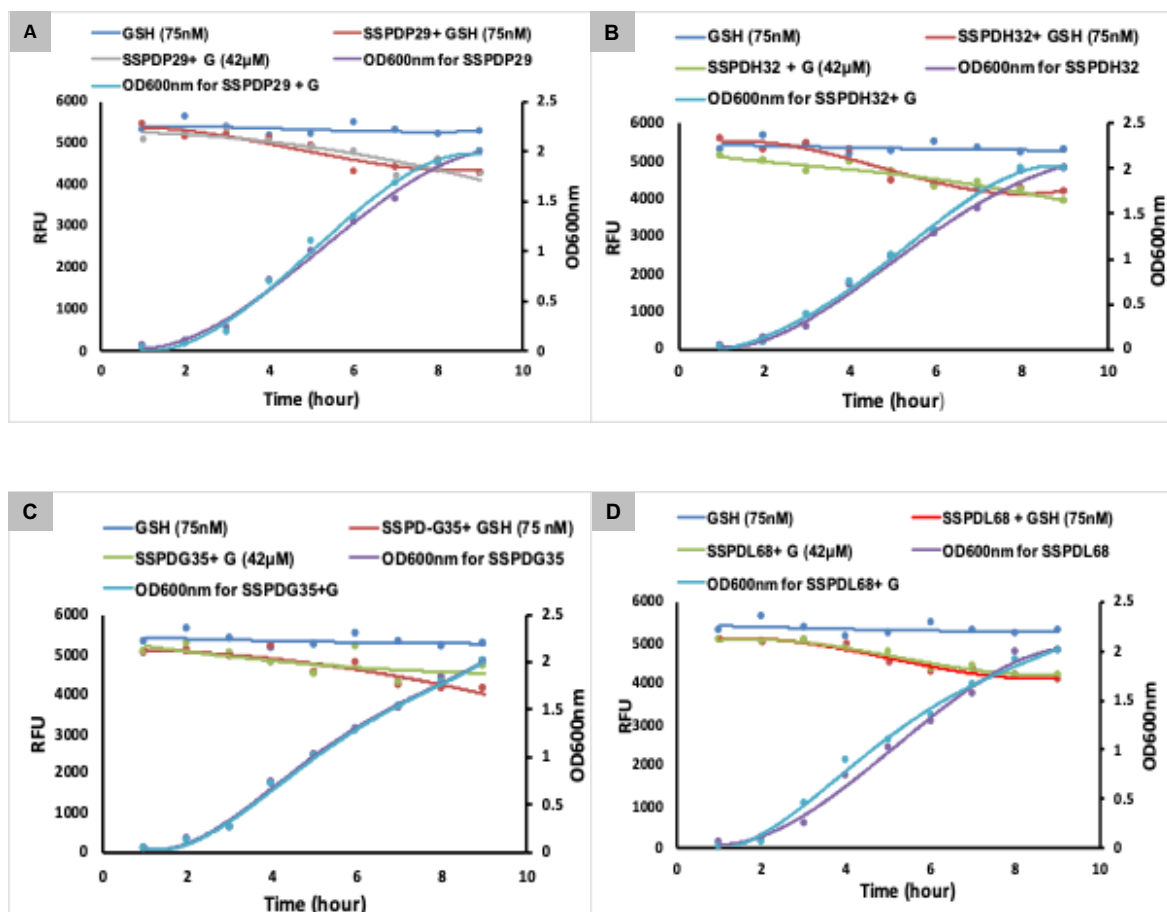 A
GSH (75nM) SSPDP29+ GSH (75nM)
SSPDP29+ G (42µM) OD600nm for SSPDP29
OD600nm for SSPDP29 + G
6000 2.5
5000 2
4000 1.5
3000
2000 1
1000 0.5
0 0
RFU
OD600nm
0 2 4 6 8 10
Time (hour)
B
GSH (75nM) SSPDH32+ GSH (75nM)
SSPDH32 + G (42µM) OD600nm for SSPDH32
OD600nm for SSPDH32+ G
6000 2.5
5000 2
4000 1.5
3000
2000 1
1000 0.5
0 0
RFU
OD600nm
0 2 4 6 8 10
Time (hour)
C
GSH (75nM) SSPD-G35+ GSH (75 nM)
SSPDG35+ G (42µM) OD600nm for SSPDG35
OD600nm for SSPDG35+G
6000 2.5
5000 2
4000 1.5
3000
2000 1
1000 0.5
0 0
RFU
OD600nm
0 2 4 6 8 10
Time (hour)
D
GSH (75nM) SSPDL68 + GSH (75nM)
SSPDL68+ G (42µM) OD600nm for SSPDL68
OD600nm for SSPDL68+ G
6000 2.5
5000 2
4000 1.5
3000
2000 1
1000 0.5
0 0
RFU
OD600nm
0 2 4 6 8 10
Time (hour)